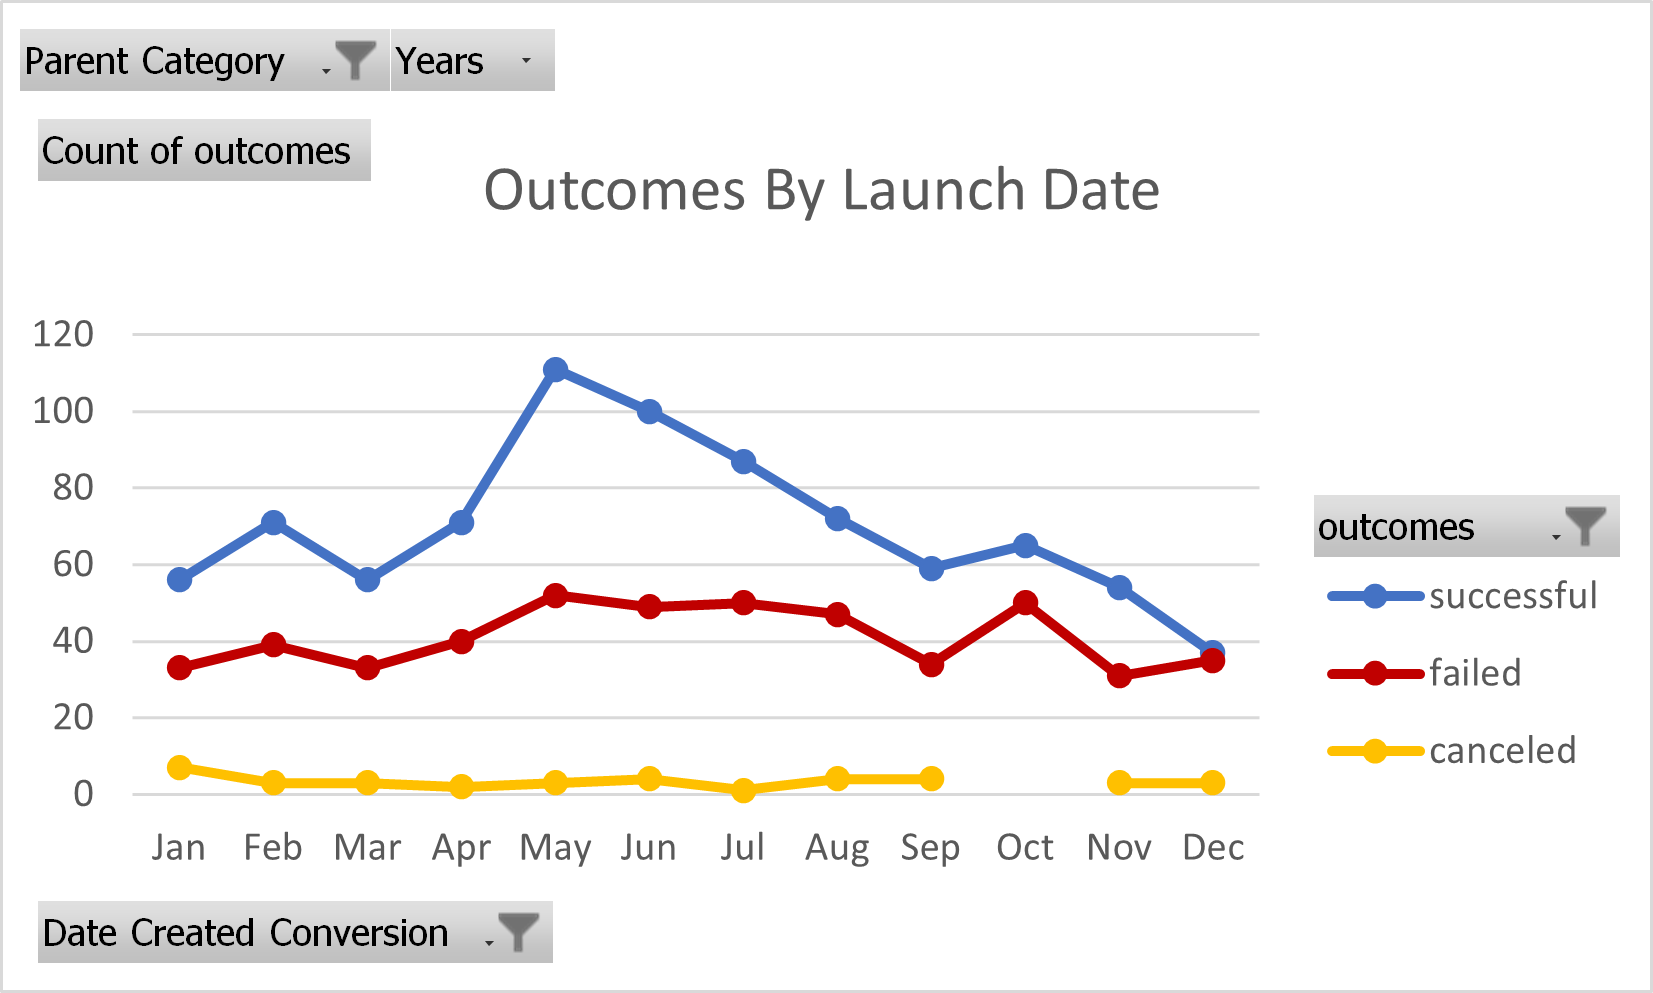 Parent Category Years
Count of outcomes
Outcomes By Launch Date
120
100
80
60
40
20
0
Jan Feb Mar Apr May Jun Jul Aug Sep Oct Nov Dec
outcomes
successful
failed
canceled
Date Created Conversion